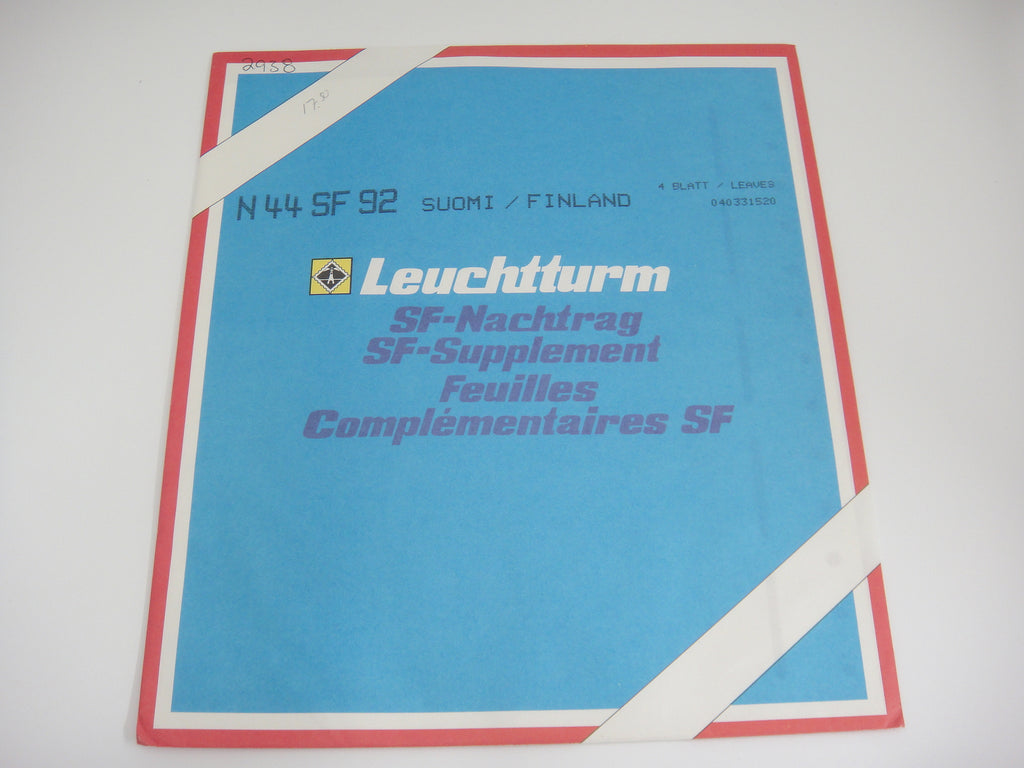 2938
17.50
N 44 SF 92 SUOMI / FINLAND
4 BLATT / LEAVES
040331520
Leuchtturm
SF-Nachtrag
SF-Supplement
Feuilles
Complémentaires SF